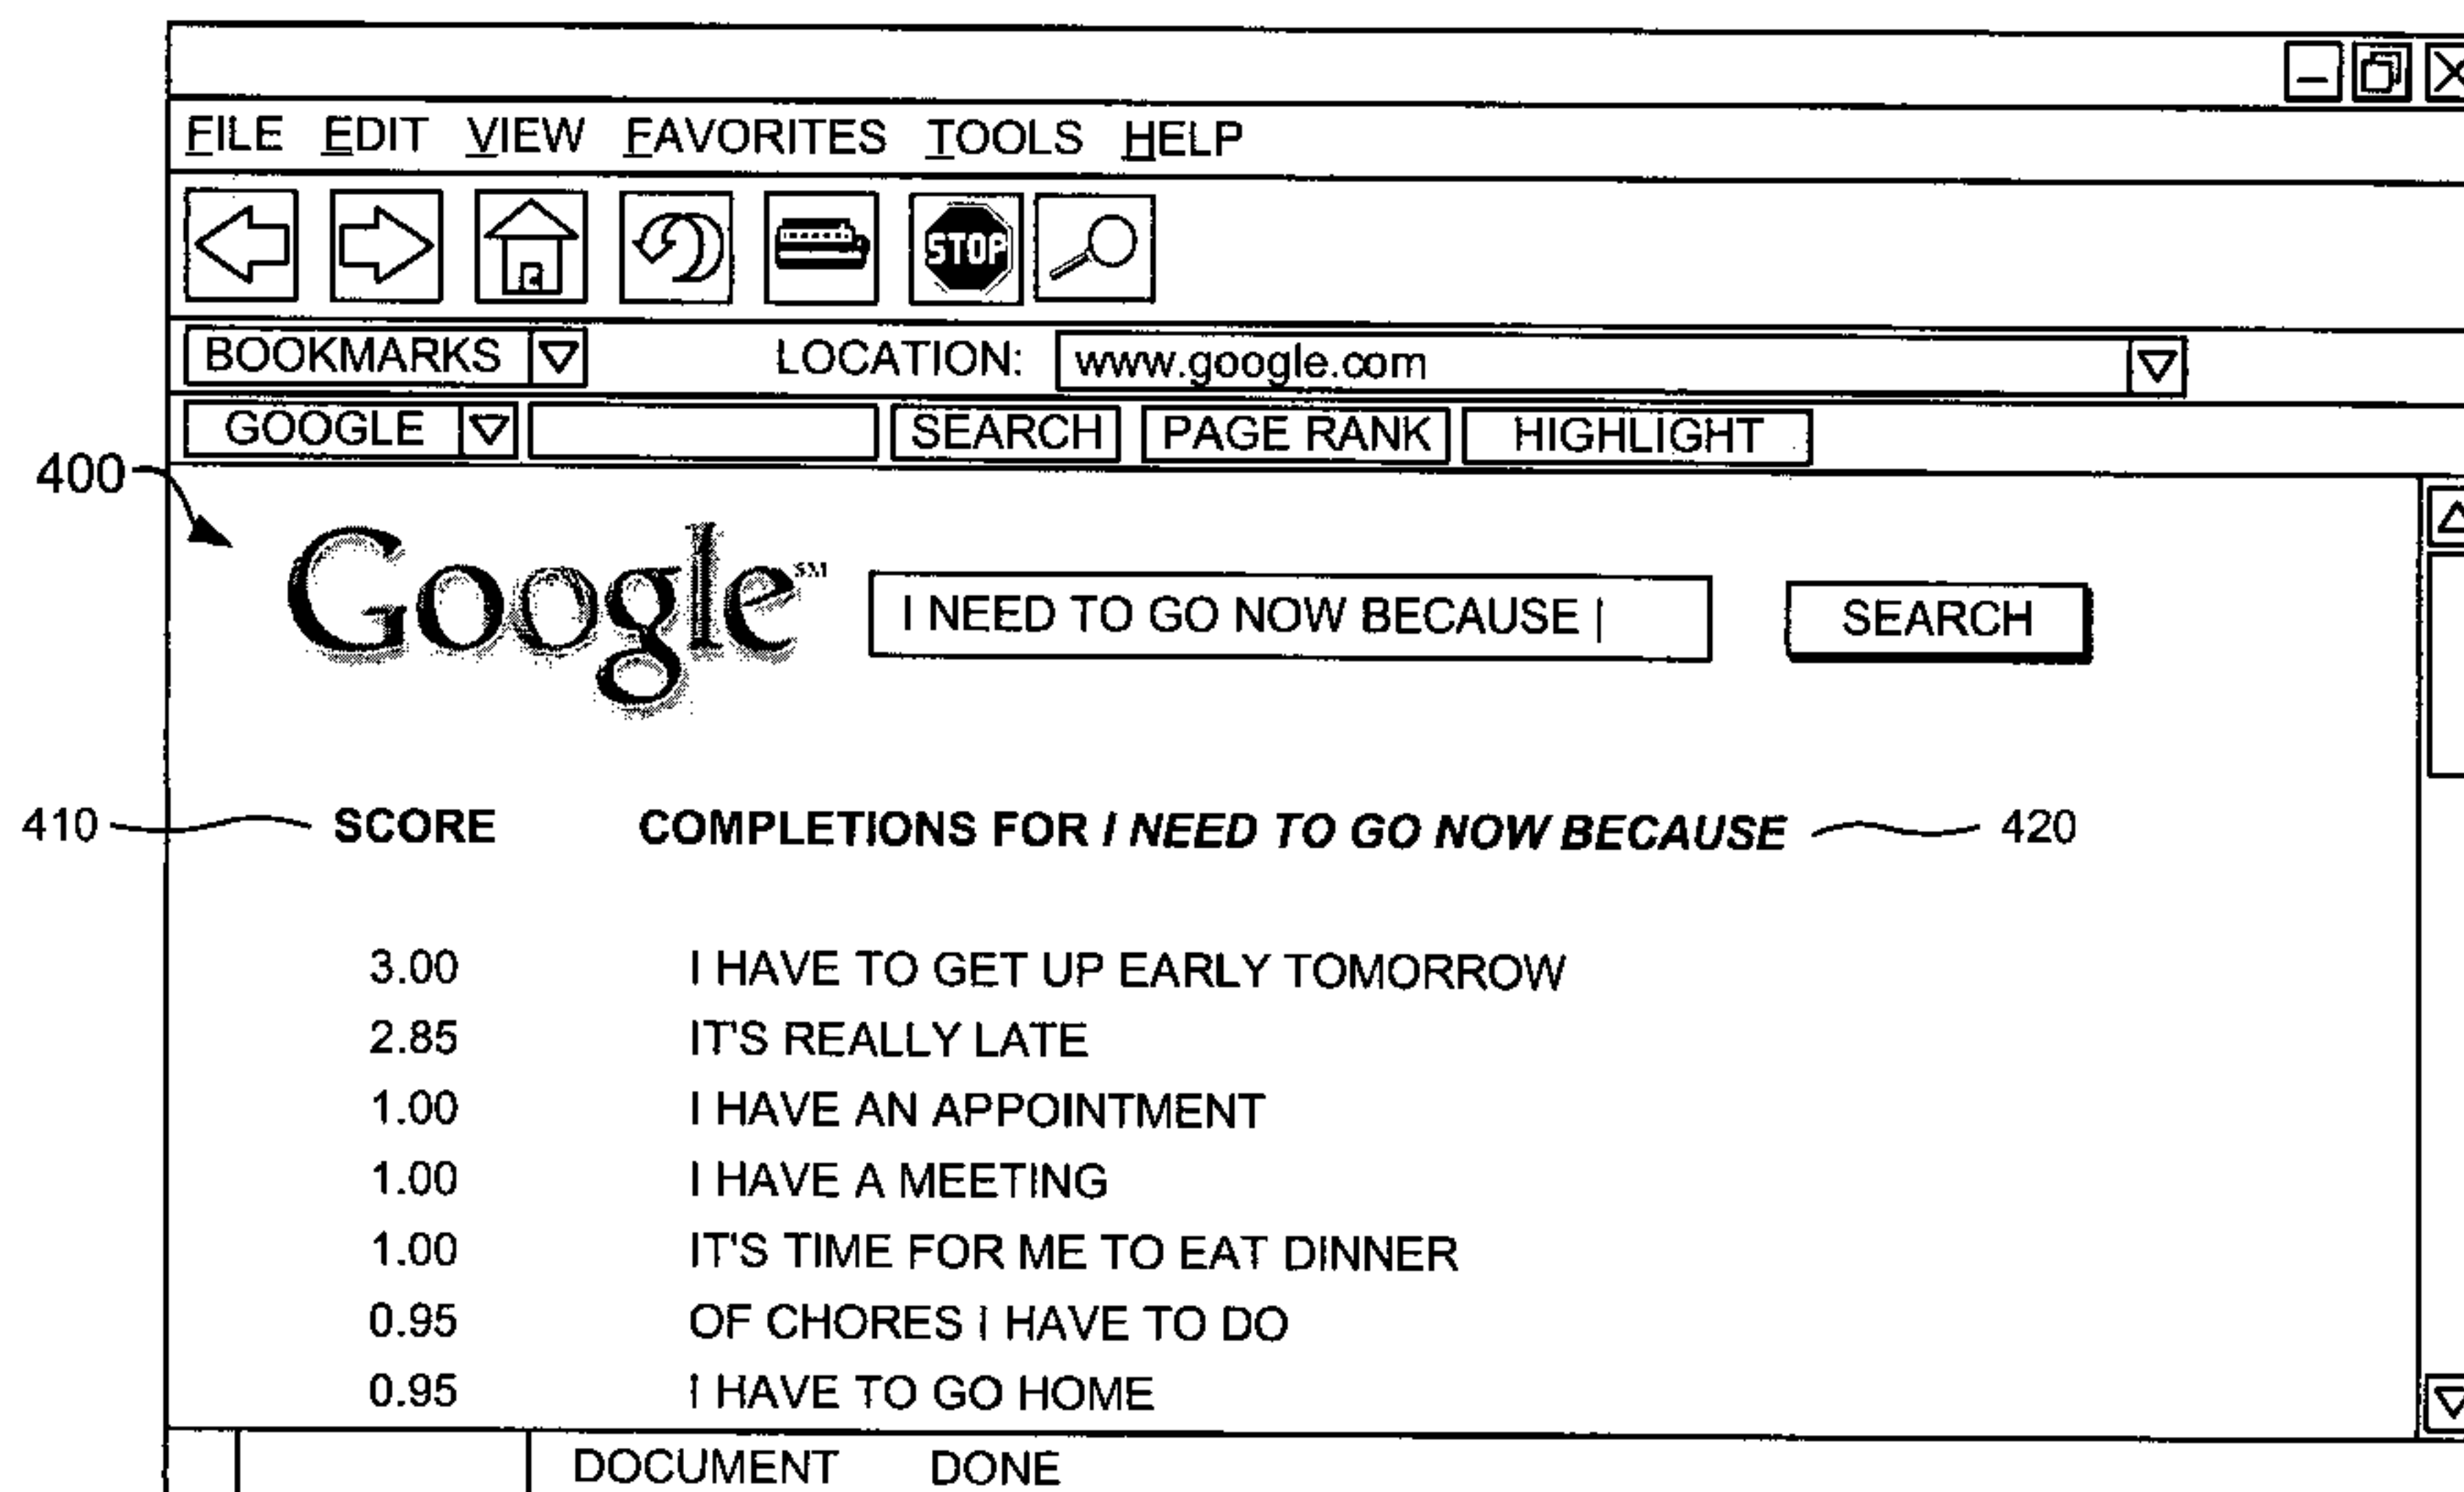 FILE EDIT VIEW FAVORITES TOOLS HELP
STOP
BOOKMARKS LOCATION: www.google.com
GOOGLE SEARCH PAGE RANK HIGHLIGHT
400
Google SM I NEED TO GO NOW BECAUSE SEARCH
410 SCORE COMPLETIONS FOR I NEED TO GO NOW BECAUSE 420
3.00 I HAVE TO GET UP EARLY TOMORROW
2.85 IT'S REALLY LATE
1.00 I HAVE AN APPOINTMENT
1.00 I HAVE A MEETING
1.00 IT'S TIME FOR ME TO EAT DINNER
0.95 OF CHORES I HAVE TO DO
0.95 I HAVE TO GO HOME
DOCUMENT DONE